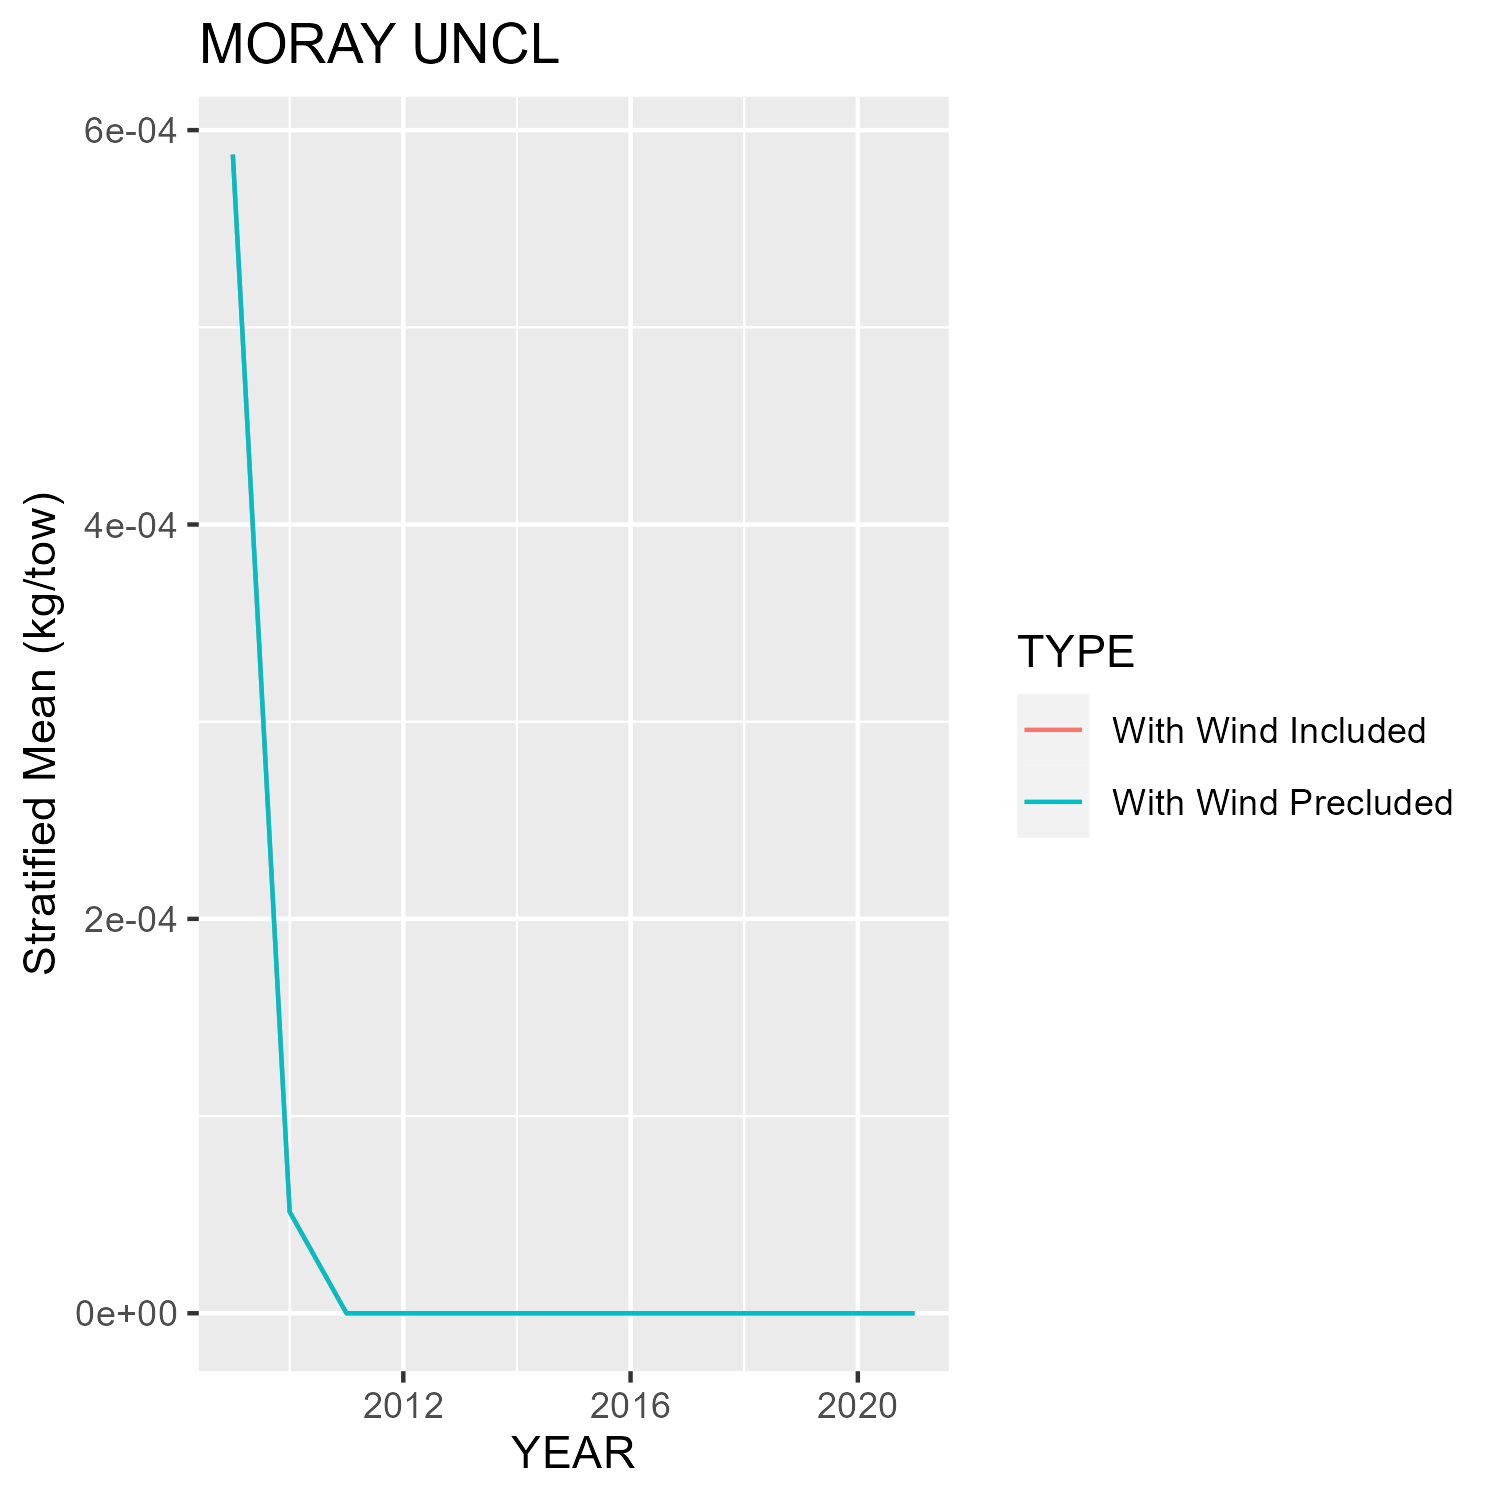 MORAY UNCL
6e-04
4e-04
2e-04
0e+00
Stratified Mean (kg/tow)
2012 2016 2020
YEAR
TYPE
With Wind Included
With Wind Precluded